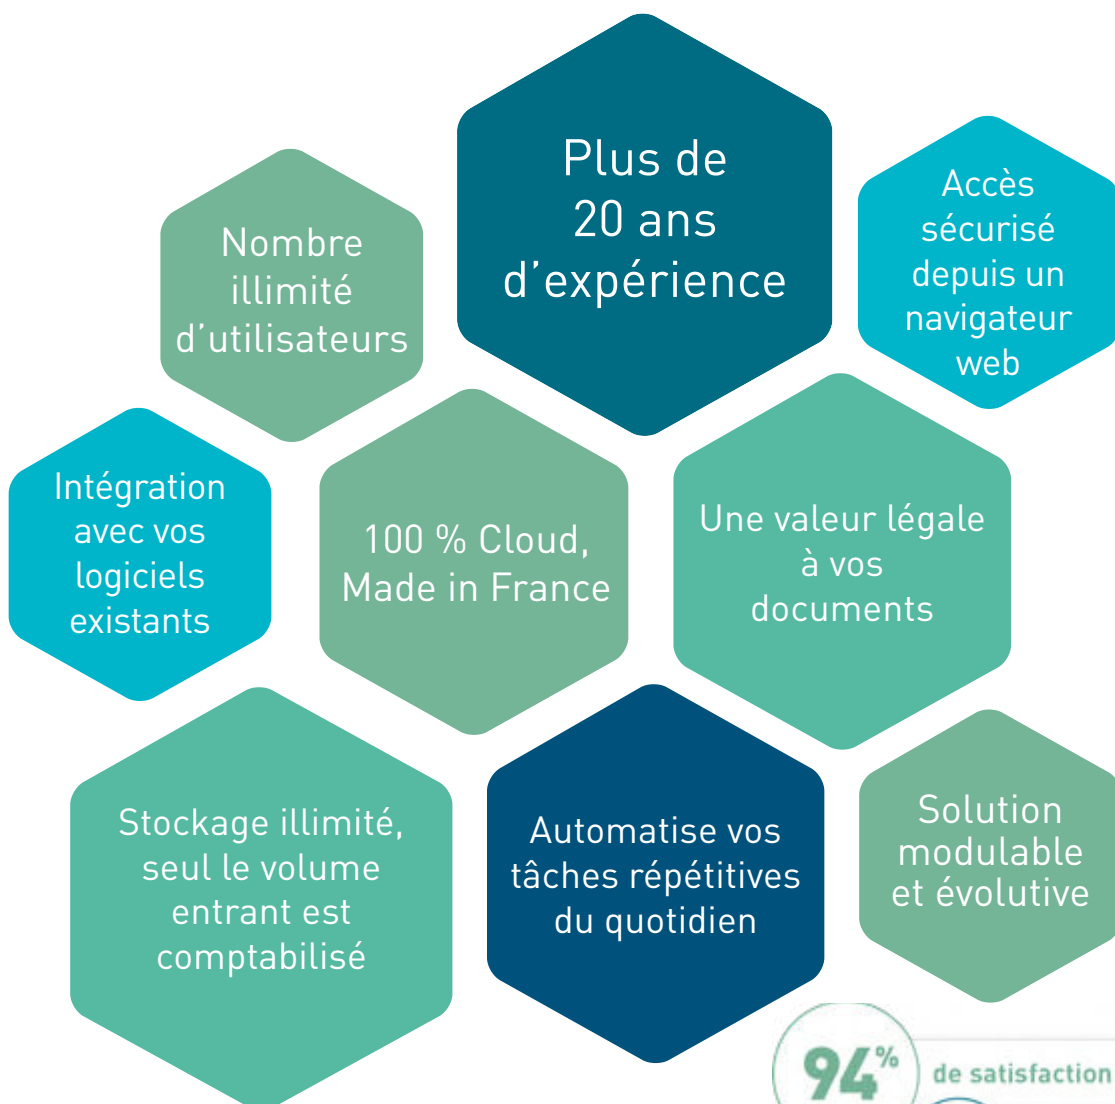 Plus de
20 ans
d'expérience
Nombre
illimité
d'utilisateurs
Accès
sécurisé
depuis un
navigateur
web
Intégration
avec vos
logiciels
existants
100 % Cloud,
Made in France
Une valeur légale
à vos
documents
Stockage illimité,
seul le volume
entrant est
comptabilisé
Automatise vos
tâches répétitives
du quotidien
Solution
modulable
et évolutive
94%
de satisfaction